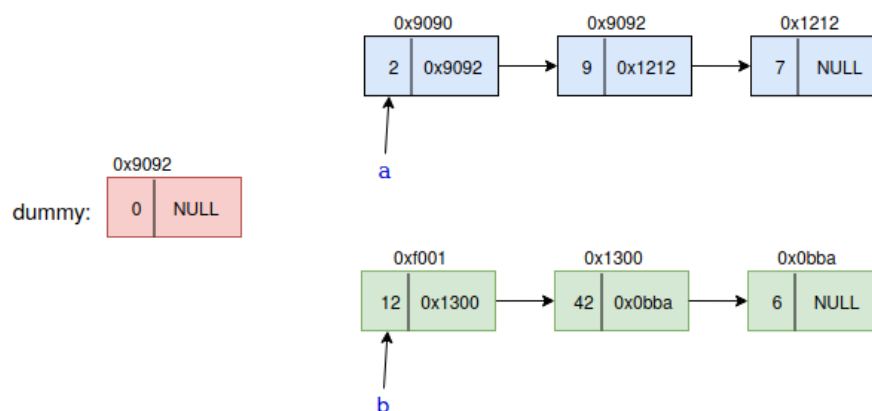 0x9090 0x9092 0x1212
2 0x9092 9 0x1212 7 NULL
a
0x9092
dummy: 0 NULL
0xf001 0x1300 0x0bba
12 0x1300 42 0x0bba 6 NULL
b